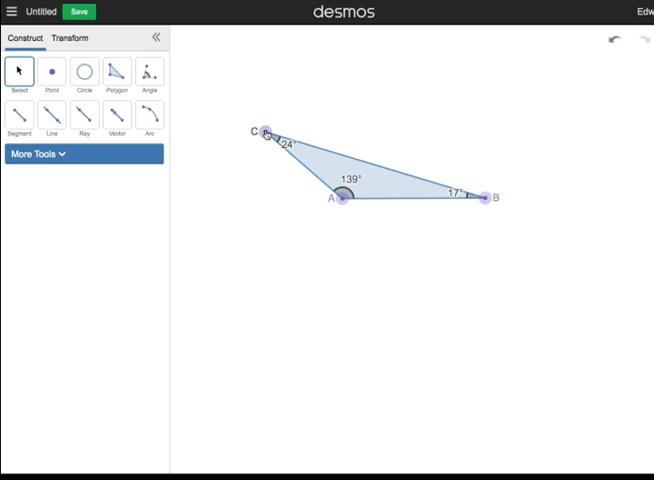 Untitled Save desmos Edw
Construct Transform
Select Point Circle Polygon Angle
Segment Line Ray Vector Arc
More Tools
C
24°
139°
17°
A
B